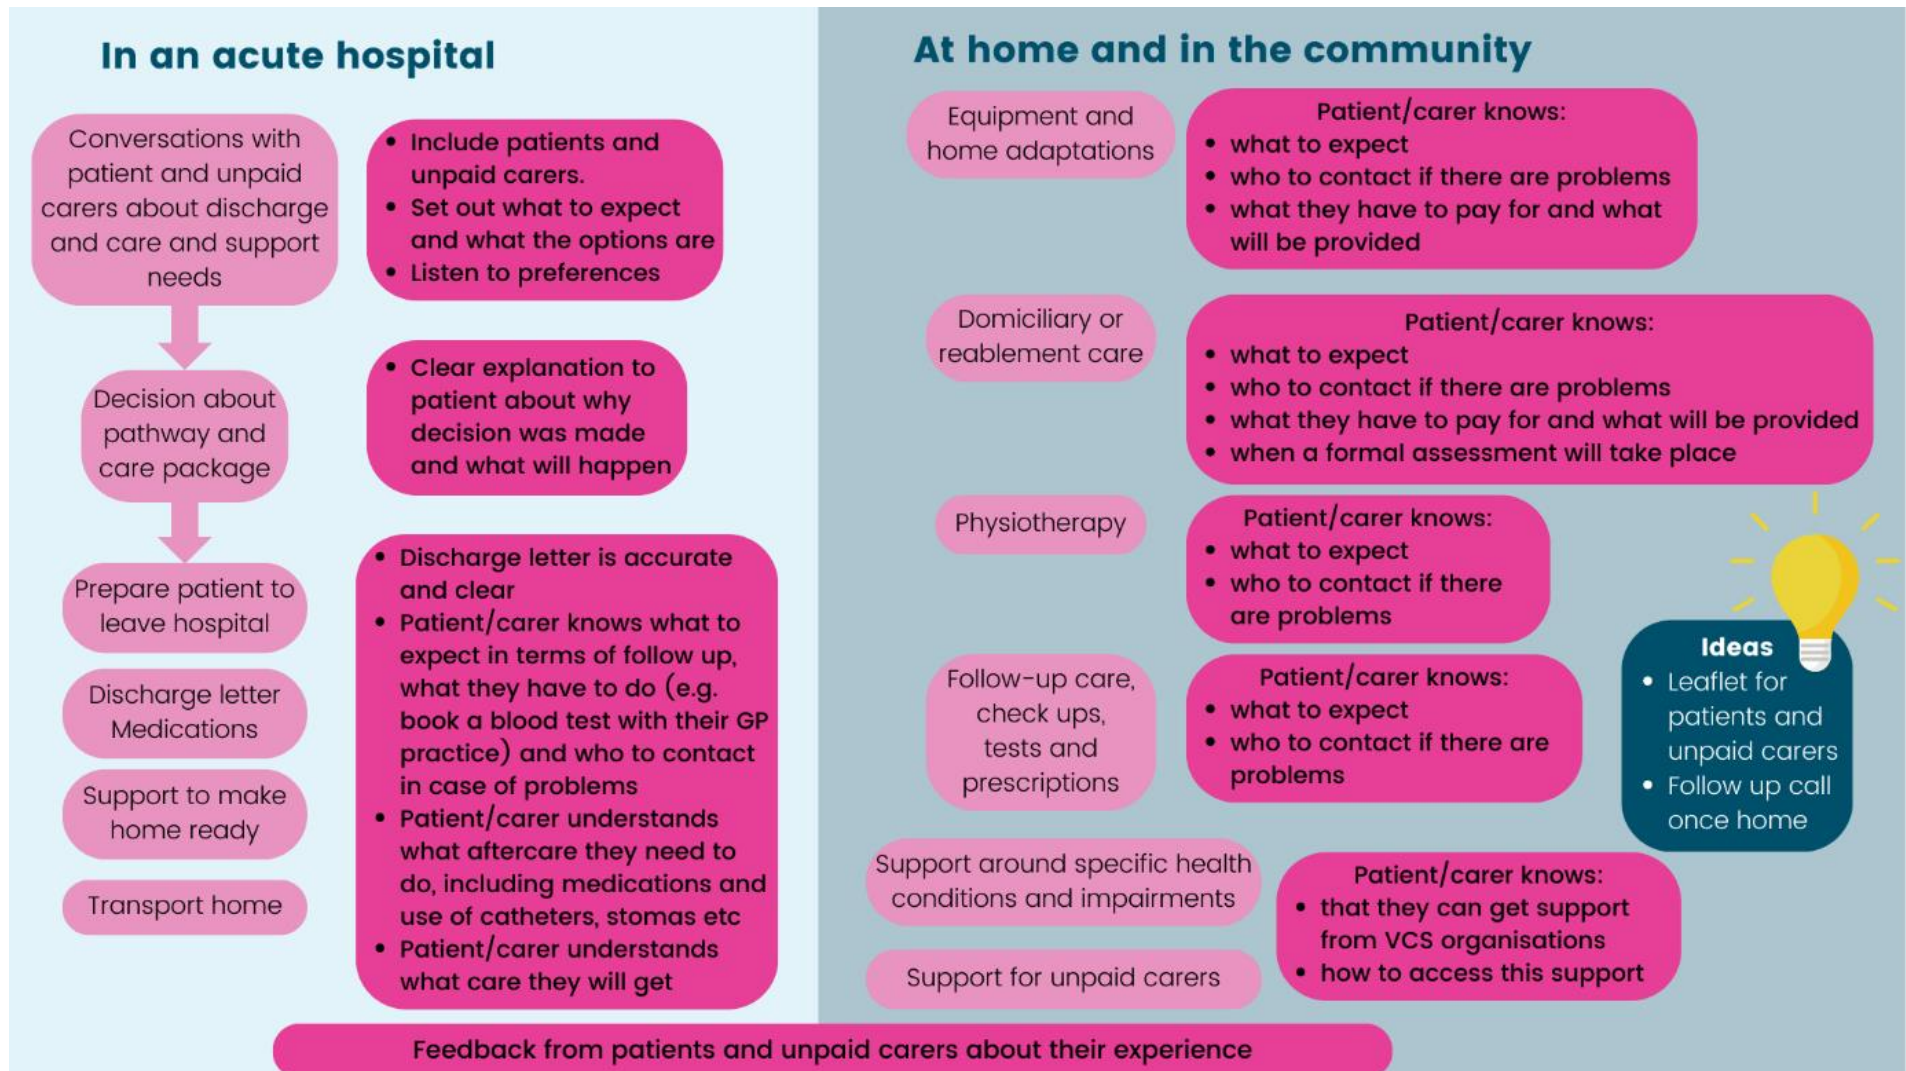 In an acute hospital
Conversations with
patient and unpaid
carers about discharge
and care and support
needs
• Include patients and
unpaid carers.
• Set out what to expect
and what the options are
• Listen to preferences
Decision about
pathway and
care package
• Clear explanation to
patient about why
decision was made
and what will happen
Prepare patient to
leave hospital
Discharge letter
Medications
Support to make
home ready
Transport home
• Discharge letter is accurate
and clear
• Patient/carer knows what to
expect in terms of follow up,
what they have to do (e.g.
book a blood test with their GP
practice) and who to contact
in case of problems
• Patient/carer understands
what aftercare they need to
do, including medications and
use of catheters, stomas etc
• Patient/carer understands
what care they will get
At home and in the community
Equipment and
home adaptations
Patient/carer knows:
• what to expect
• who to contact if there are problems
• what they have to pay for and what
will be provided
Domiciliary or
reablement care
Patient/carer knows:
• what to expect
• who to contact if there are problems
• what they have to pay for and what will be provided
• when a formal assessment will take place
Physiotherapy
Patient/carer knows:
• what to expect
• who to contact if there
are problems
Follow-up care,
check ups,
tests and
prescriptions
Patient/carer knows:
• what to expect
• who to contact if there are
problems
Ideas
• Leaflet for
patients and
unpaid carers
• Follow up call
once home
Support around specific health
conditions and impairments
Support for unpaid carers
Patient/carer knows:
• that they can get support
from VCS organisations
• how to access this support
Feedback from patients and unpaid carers about their experience